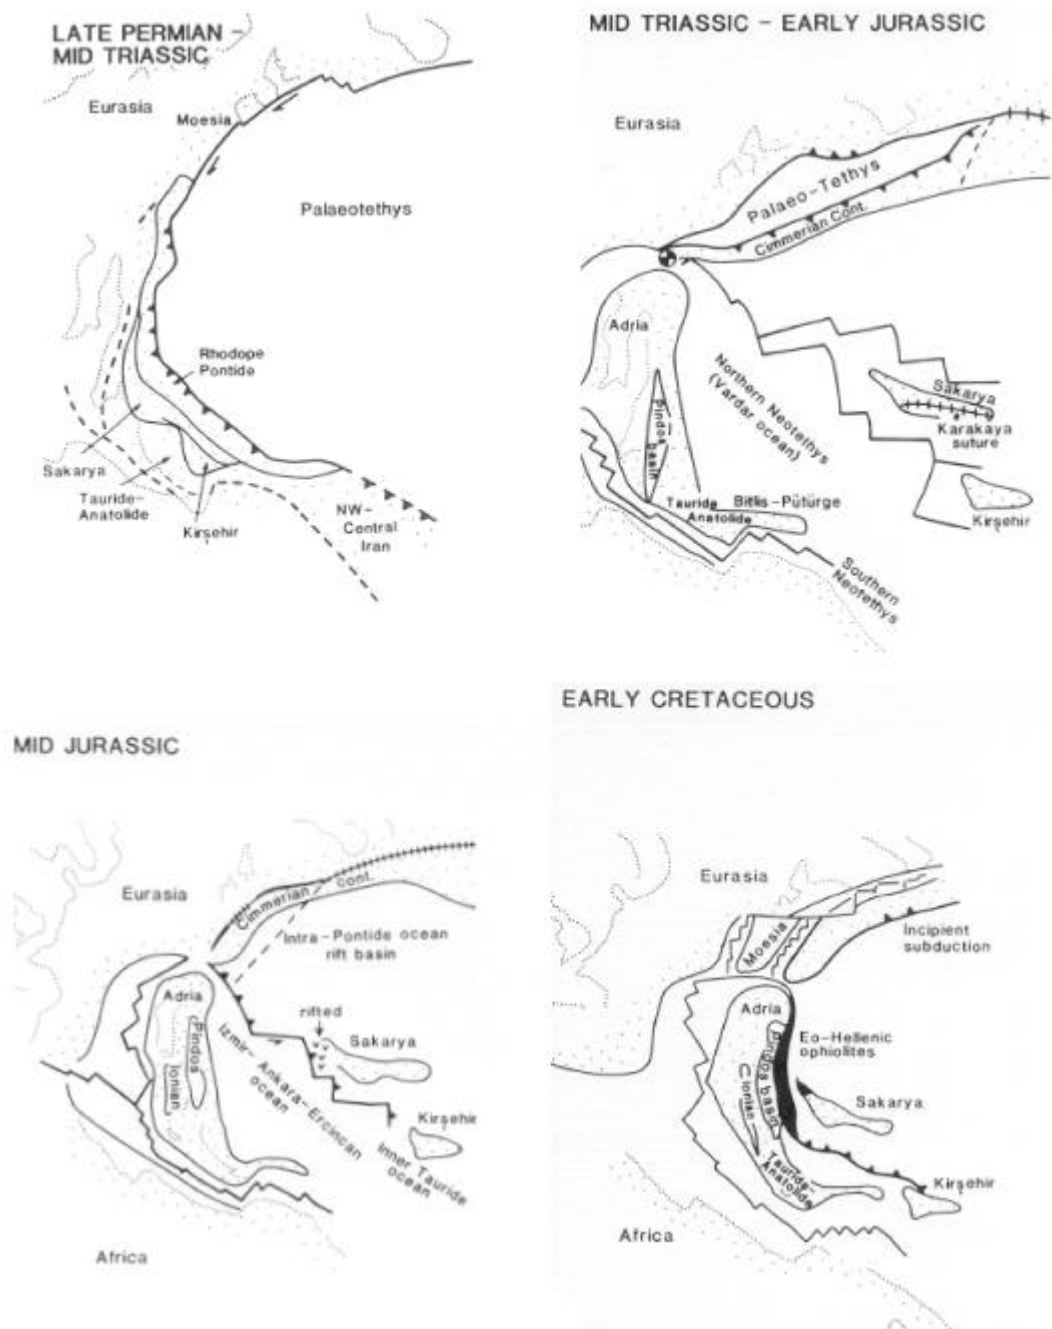 LATE PERMIAN -
MID TRIASSIC
Eurasia
Moesia
Palaeotethys
Rhodope
Pontide
Sakarya
Tauride-
Anatolide
Kirşehir
NW-
Central
Iran
MID TRIASSIC - EARLY JURASSIC
Eurasia
Palaeo-Tethys
Cimmerian Cont.
Adria
Pindos
basin
Northern Neotethys
(Vardar ocean)
Sakarya
Karakaya
suture
Kirşehir
Tauride
Anatolide
Bitlis-Pütürge
Southern
Neotethys
MID JURASSIC
Eurasia
Cimmerian
cont.
Intra-Pontide ocean
rift basin
Adria
Pindos
Ionian
rifted
Sakarya
Izmir-Ankara-Ercincan
ocean
Kirşehir
Inner Tauride
ocean
Africa
EARLY CRETACEOUS
Eurasia
Moesia
Incipient
subduction
Adria
Eo-Hellenic
ophiolites
Pindos basin
Ionian
Sakarya
Tauride-
Anatolide
Kirşehir
Africa